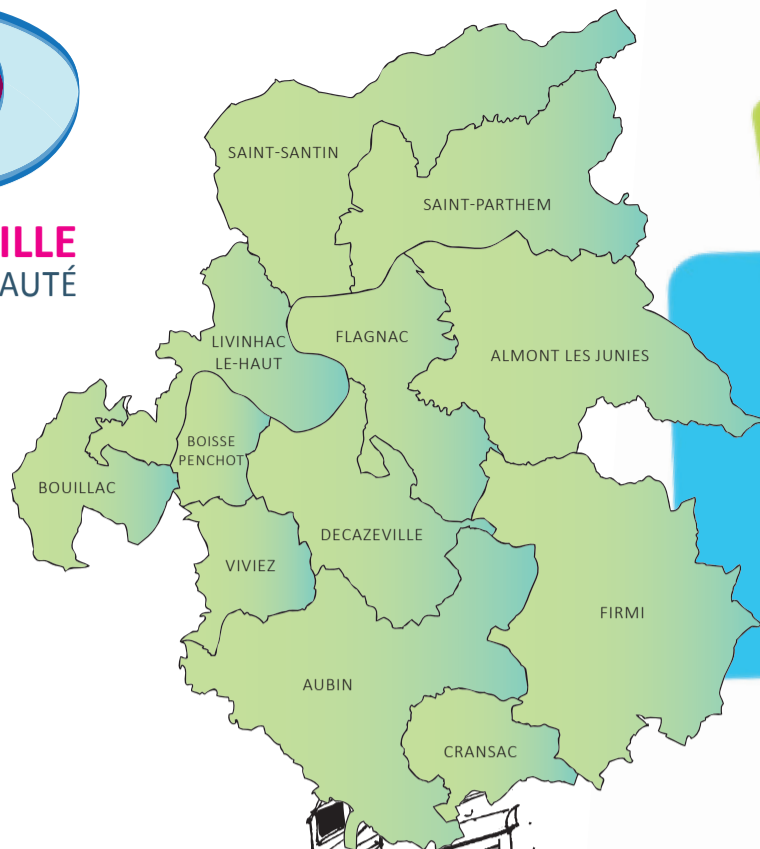 SAINT-SANTIN
SAINT-PARTHEM
ILLE
AUTÉ
LIVINHAC
LE-HAUT
FLAGNAC
ALMONT LES JUNIES
BOISSE
PENCHOT
BOUILLAC
DECAZEVILLE
VIVIEZ
FIRMI
AUBIN
CRANSAC